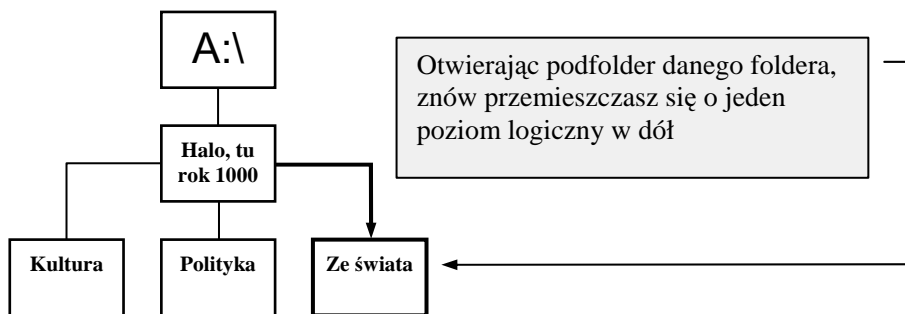 A:\
Otwierając podfolder danego foldera,
znów przemieszczasz się o jeden
poziom logiczny w dół
Halo, tu
rok 1000
Kultura
Polityka
Ze świata